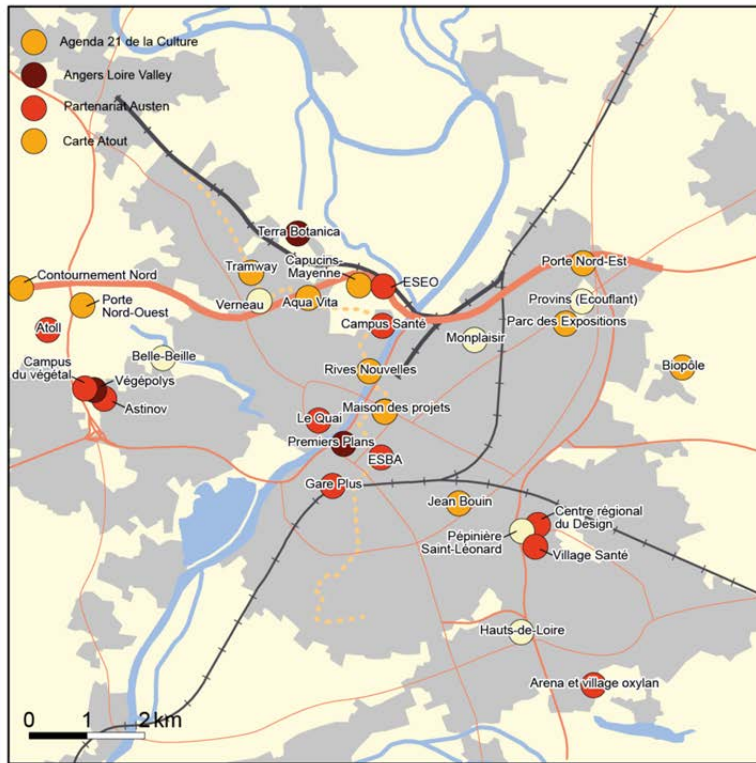 Agenda 21 de la Culture
Angers Loire Valley
Partenariat Austen
Carte Atout
Terra Botanica
Capucins-
Mayenne
ESEO
Porte Nord-Est
Contournement Nord
Tramway
Porte
Nord-Ouest
Verneau
Aqua Vita
Provins (Ecouflant)
Atoll
Campus Santé
Parc des Expositions
Monplaisir
Belle-Beille
Campus
du végétal
Végépolys
Astinov
Rives Nouvelles
Biopôle
Le Quai
Maison des projets
Premiers Plans
ESBA
Gare Plus
Jean Bouin
Centre régional
du Design
Pépinière
Saint-Léonard
Village Santé
Hauts-de-Loire
Arena et village oxylan
0 1 2 km